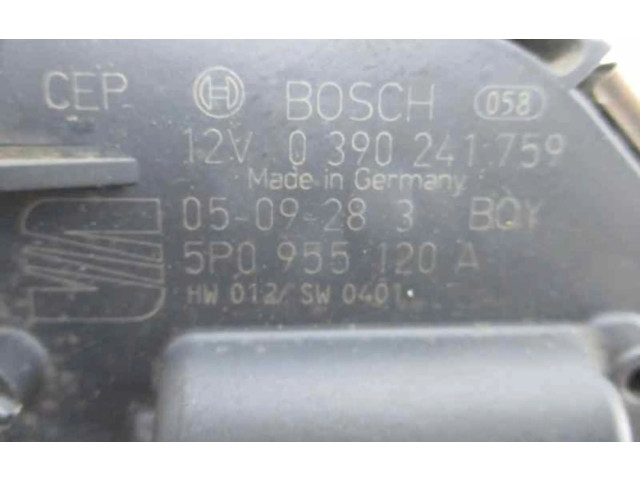 CEP BOSCH 058
12V 0 390 241 759
Made in Germany
05-09-28 3 BQY
5P0 955 120 A
HW 012/ SW 0401